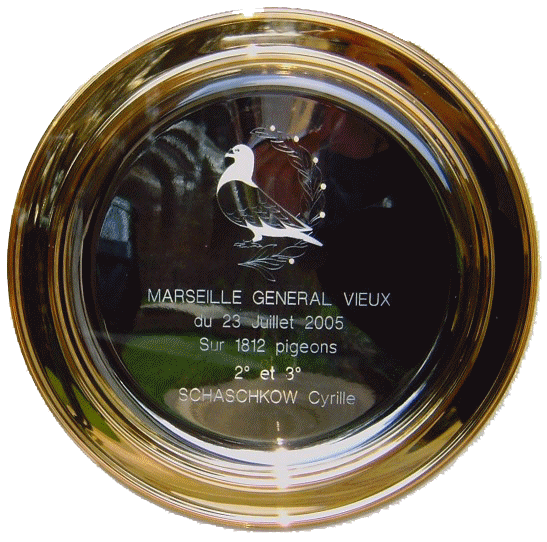 MARSEILLE GENERAL VIEUX
du 23 Juillet 2005
Sur 1812 pigeons
2° et 3°
SCHASCHKOW Cyrille